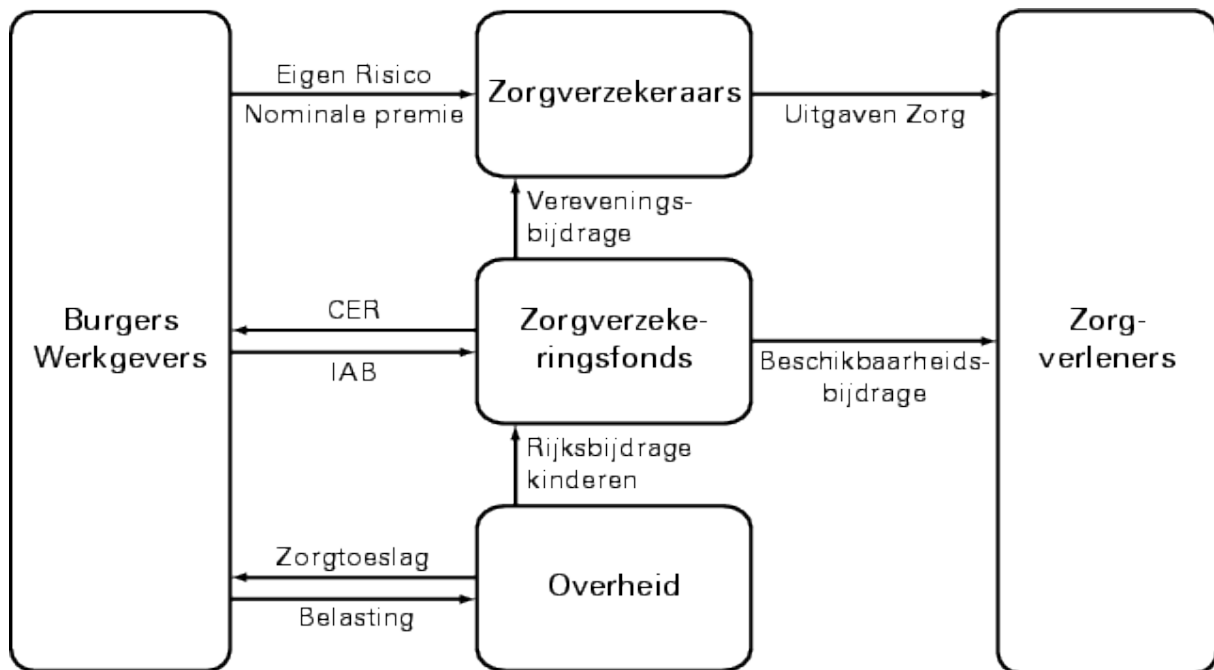 Eigen Risico
Nominale premie
Zorgverzekeraars
Uitgaven Zorg
Verevenings-
bijdrage
Burgers
Werkgevers
CER
IAB
Zorgverzeke-
ringsfonds
Beschikbaarheids-
bijdrage
Zorg-
verleners
Rijksbijdrage
kinderen
Zorgtoeslag
Belasting
Overheid